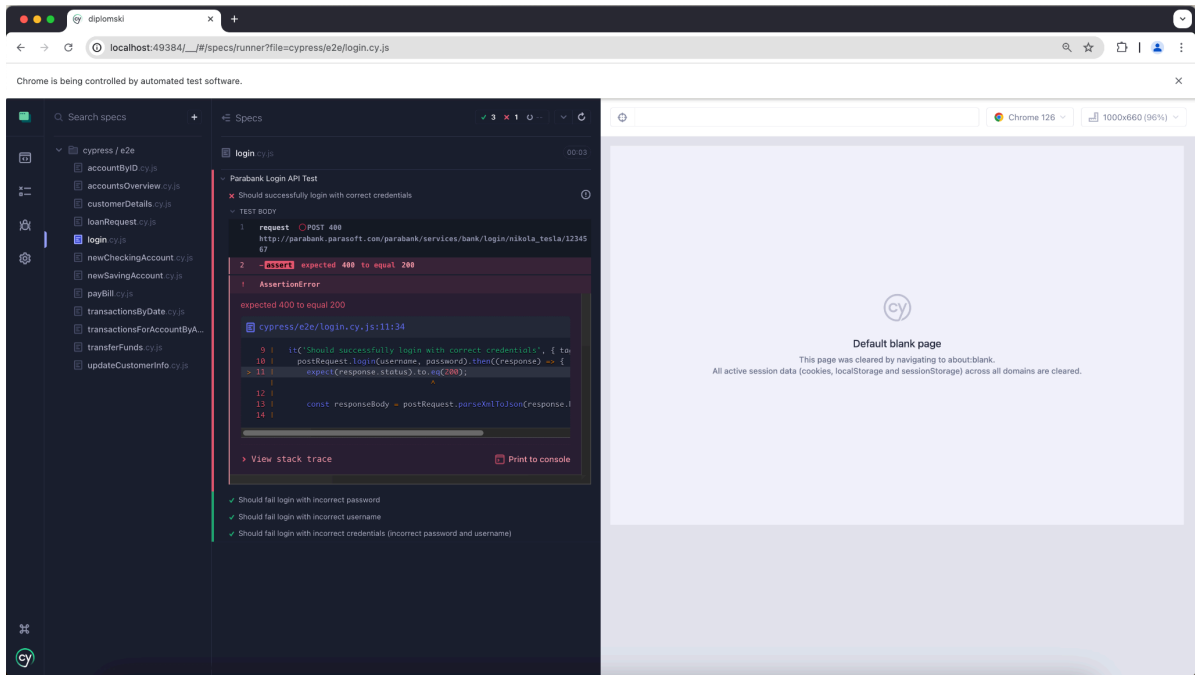 diplomski
localhost:49384/__/#/specs/runner?file=cypress/e2e/login.cy.js
Chrome is being controlled by automated test software.
Search specs
cypress / e2e
accountByID.cy.js
accountsOverview.cy.js
customerDetails.cy.js
loanRequest.cy.js
login.cy.js
newCheckingAccount.cy.js
newSavingAccount.cy.js
payBill.cy.js
transactionsByDate.cy.js
transactionsForAccountByA...
transferFunds.cy.js
updateCustomerInfo.cy.js
cy
Specs
3 1 --
login.cy.js 00:03
Parabank Login API Test
Should successfully login with correct credentials
TEST BODY
1 request POST 400
http://parabank.parasoft.com/parabank/services/bank/login/nikola_tesla/12345
67
2 -assert expected 400 to equal 200
! AssertionError
expected 400 to equal 200
cypress/e2e/login.cy.js:11:34
9 | it('Should successfully login with correct credentials', { tag
10 | postRequest.login(username, password).then((response) => {
> 11 | expect(response.status).to.eq(200);
| ^
12 |
13 | const responseBody = postRequest.parseXmlToJson(response.b
14 |
> View stack trace
Print to console
Should fail login with incorrect password
Should fail login with incorrect username
Should fail login with incorrect credentials (incorrect password and username)
Chrome 126
1000x660 (96%)
cy
Default blank page
This page was cleared by navigating to about:blank.
All active session data (cookies, localStorage and sessionStorage) across all domains are cleared.